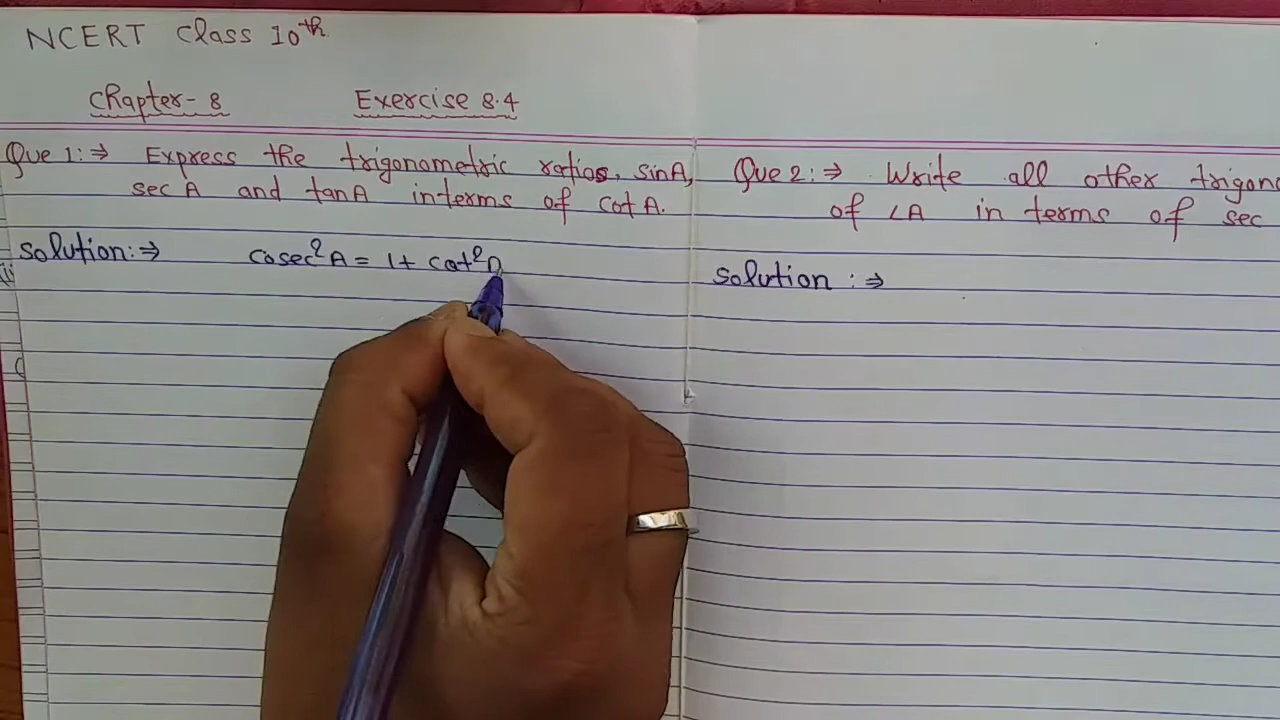 NCERT Class 10th
Chapter-8 Exercise 8.4
Que 1:⇒ Express the trigonometric ratios, sinA,
sec A and tanA interms of cot A.
Solution:⇒ cosec²A = 1+ cot²A
Que 2:⇒ Write all other trigono
of ∠A in terms of sec
Solution :⇒